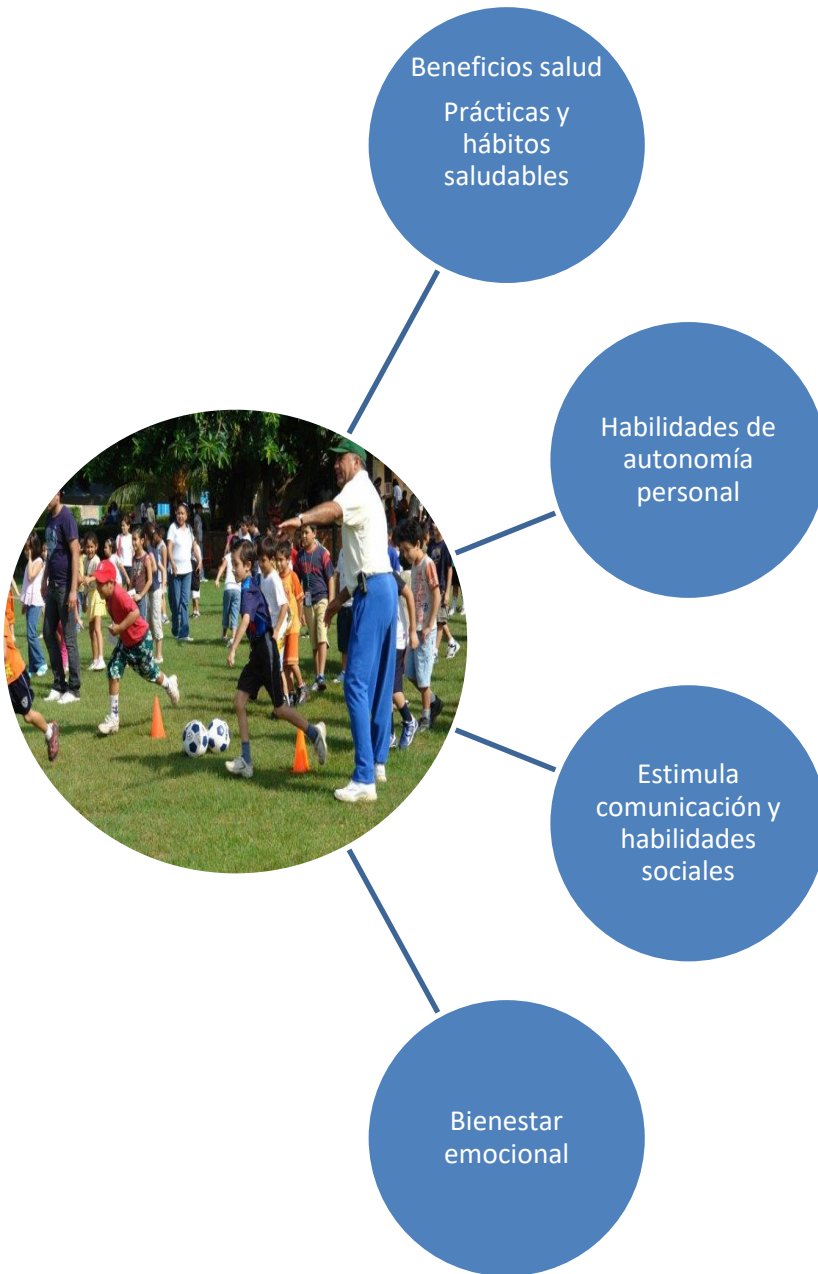 Beneficios salud
Prácticas y
hábitos
saludables
Habilidades de
autonomía
personal
Estimula
comunicación y
habilidades
sociales
Bienestar
emocional